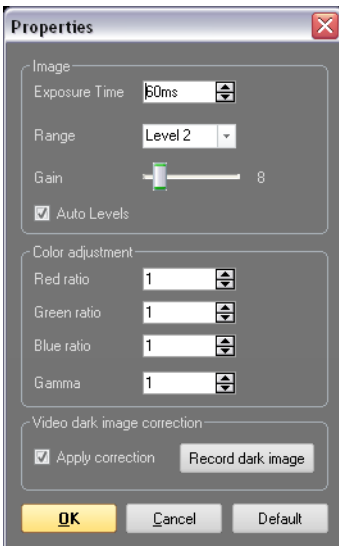 Properties
Image
Exposure Time 60ms
Range Level 2
Gain 8
Auto Levels
Color adjustment
Red ratio 1
Green ratio 1
Blue ratio 1
Gamma 1
Video dark image correction
Apply correction Record dark image
OK Cancel Default